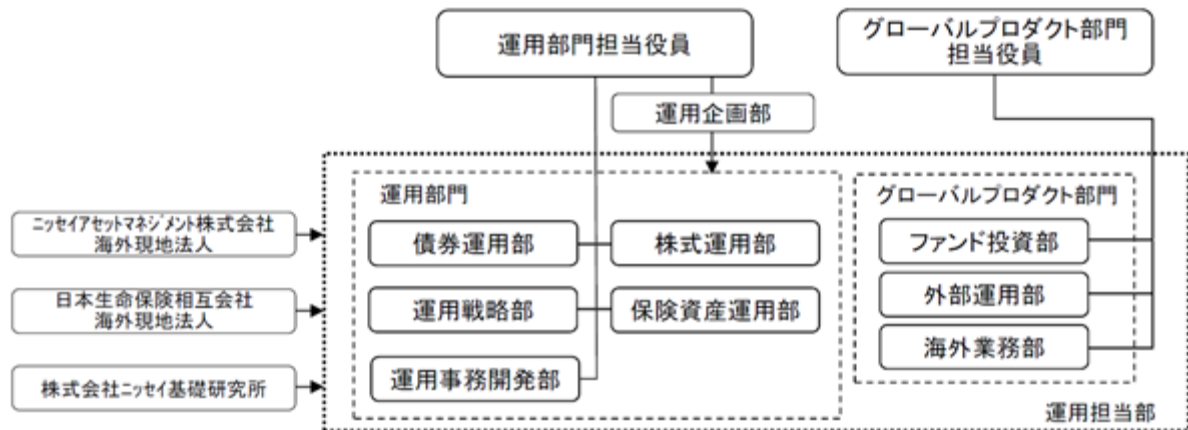 運用部門担当役員
グローバルプロダクト部門
担当役員
運用企画部
運用部門
グローバルプロダクト部門
ニッセイアセットマネジメント株式会社
海外現地法人
債券運用部
株式運用部
ファンド投資部
日本生命保険相互会社
海外現地法人
運用戦略部
保険資産運用部
外部運用部
海外業務部
株式会社ニッセイ基礎研究所
運用事務開発部
運用担当部